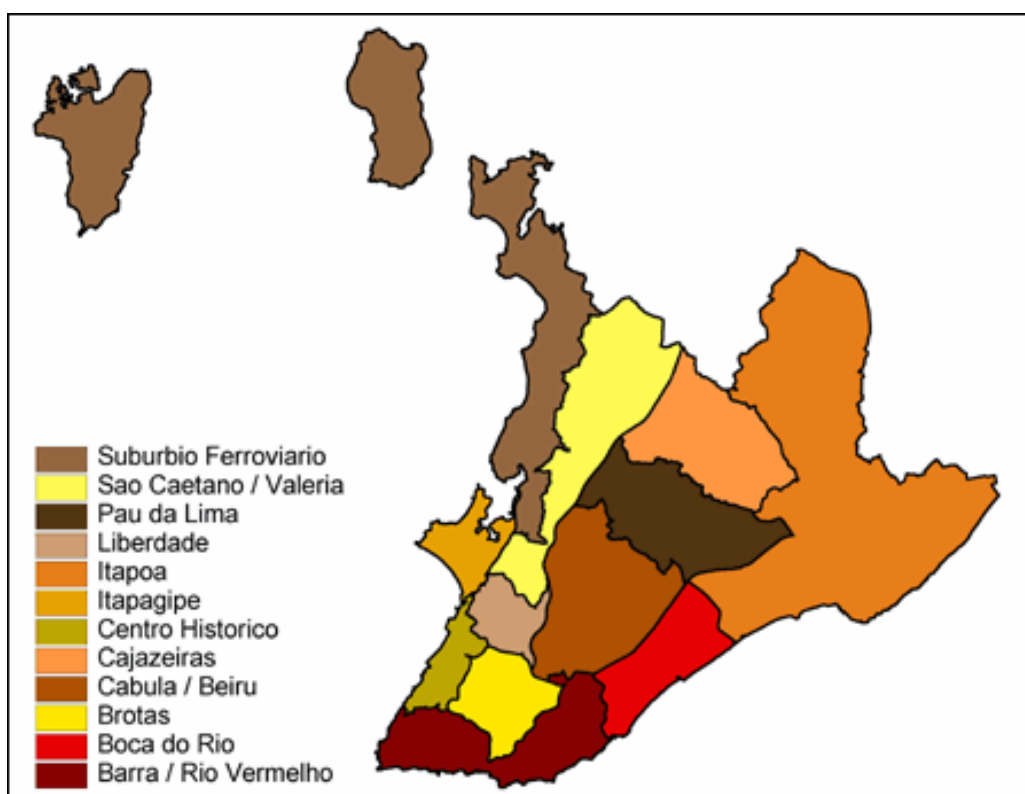 Suburbio Ferroviario
Sao Caetano / Valeria
Pau da Lima
Liberdade
Itapoa
Itapagipe
Centro Historico
Cajazeiras
Cabula / Beiru
Brotas
Boca do Rio
Barra / Rio Vermelho